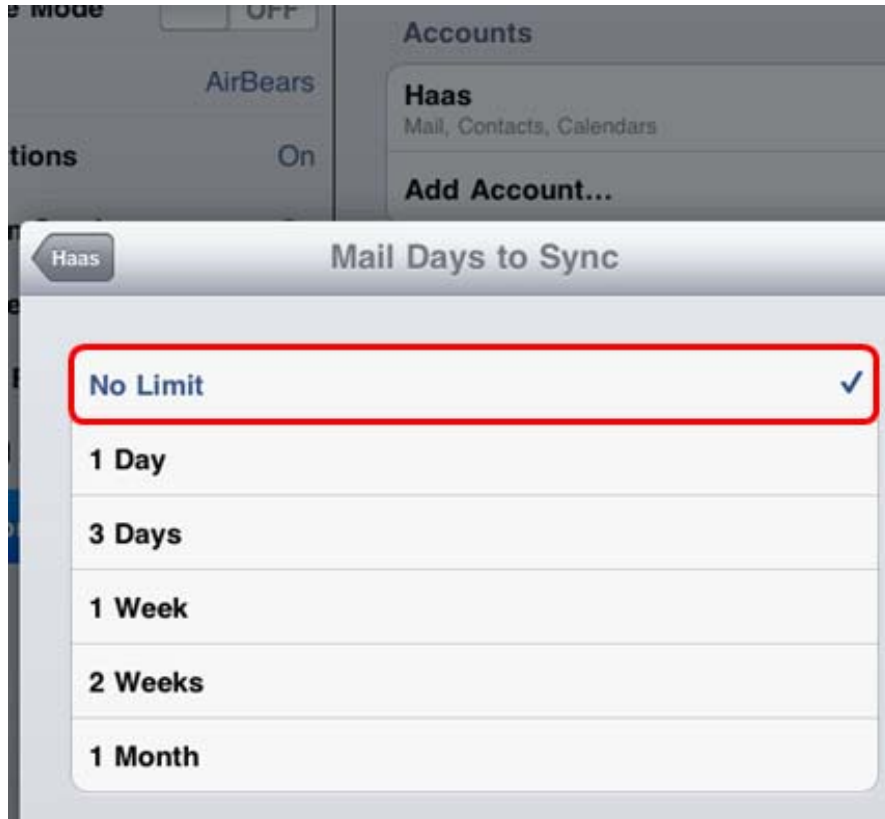 e Mode OFF
Accounts
AirBears
Haas
Mail, Contacts, Calendars
tions On
Add Account...
Haas
Mail Days to Sync
No Limit
1 Day
3 Days
1 Week
2 Weeks
1 Month